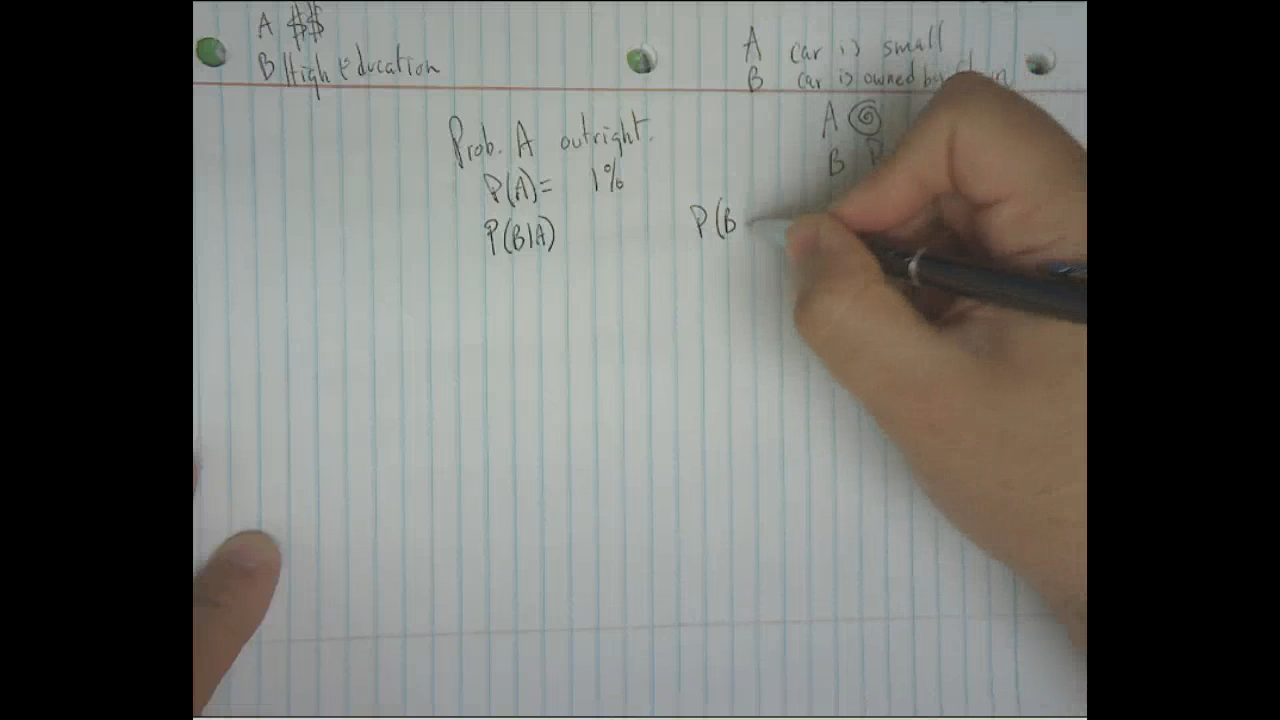 A $$
B High education
A car is small
B car is owned by
Prob. A outright.
P(A)= 1%
P(B|A)
A
B P
P(B